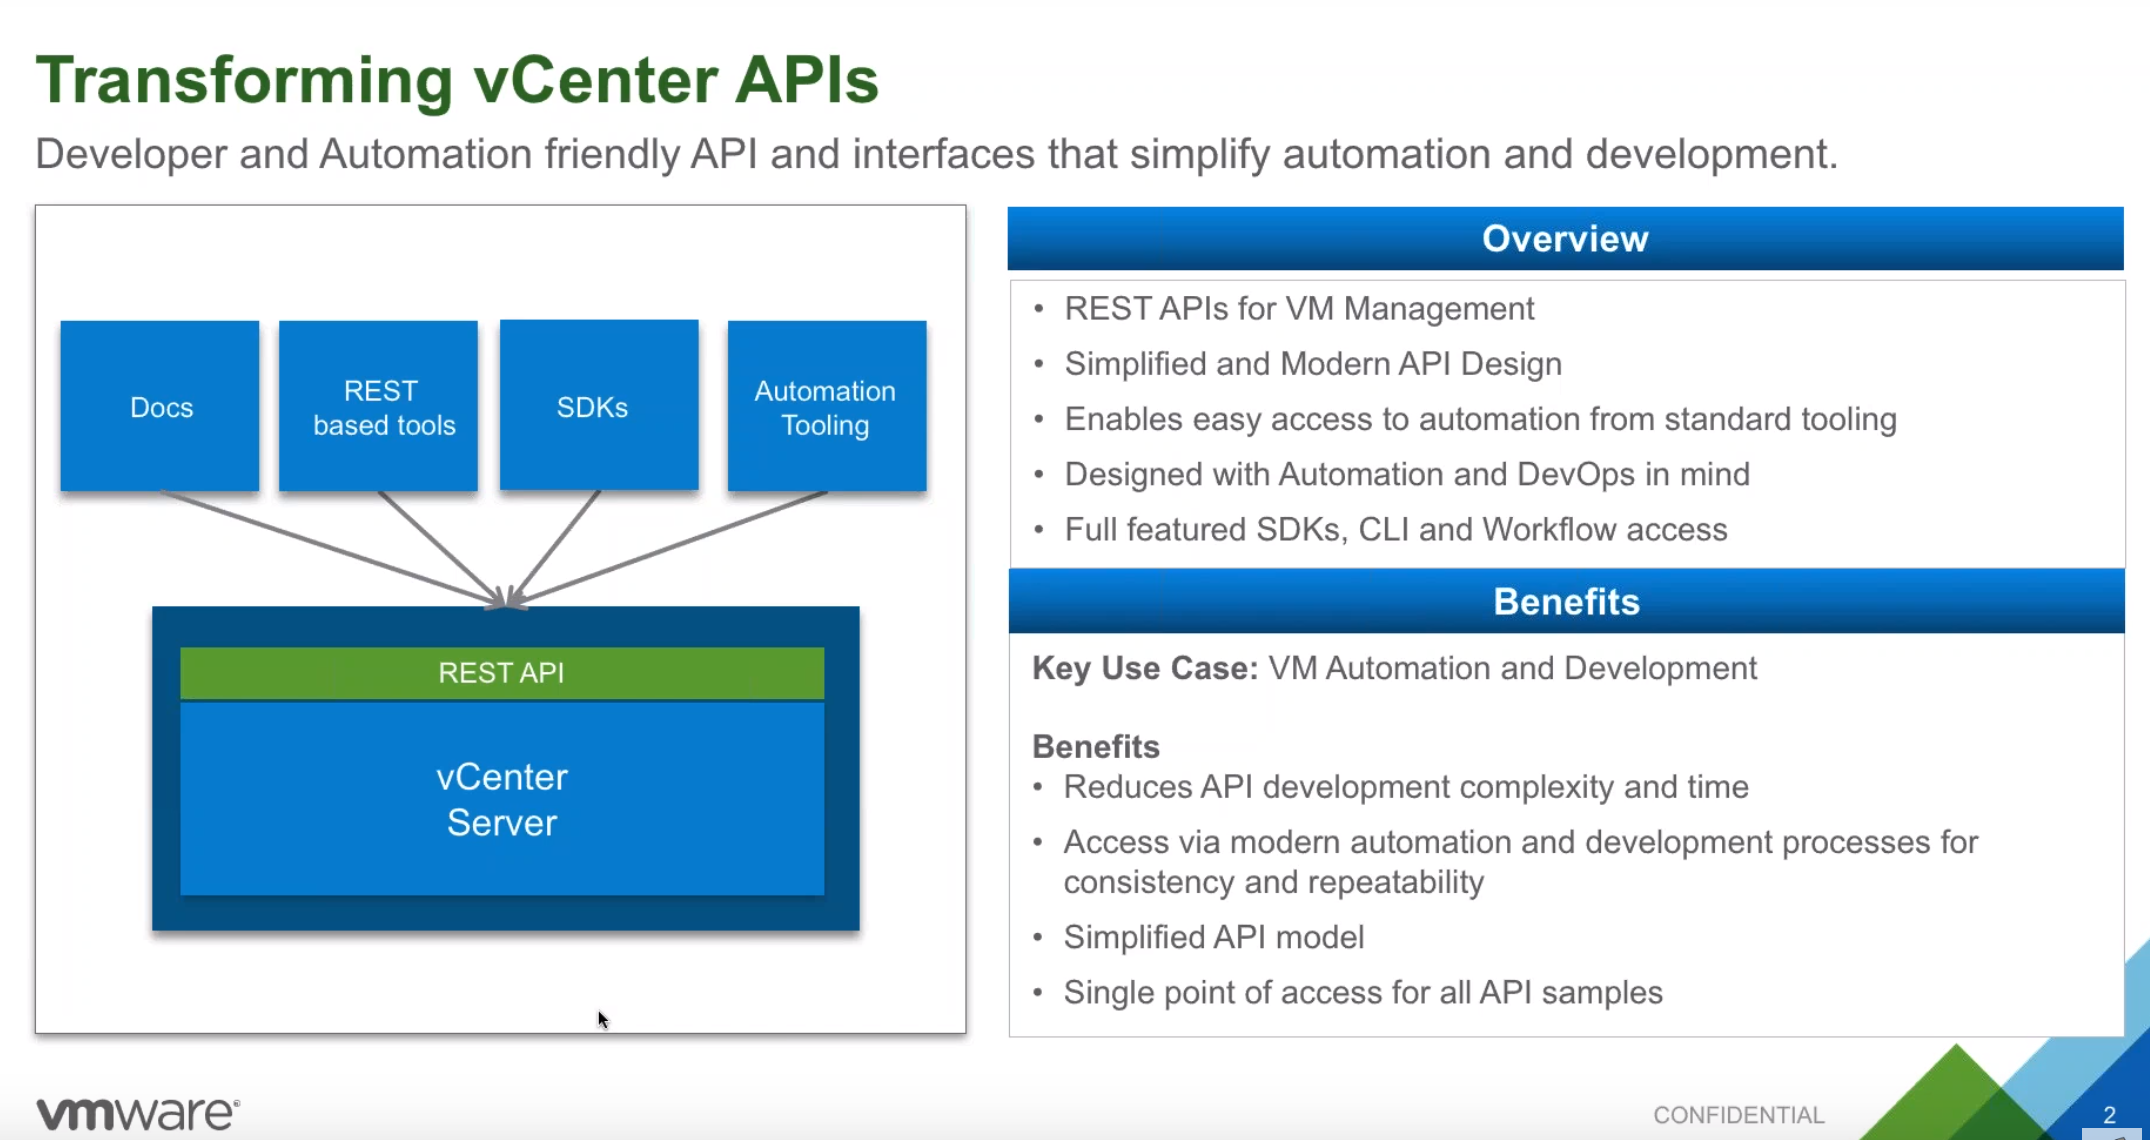 Transforming vCenter APIs
Developer and Automation friendly API and interfaces that simplify automation and development.
Docs
REST
based tools
SDKs
Automation
Tooling
REST API
vCenter
Server
Overview
• REST APIs for VM Management
• Simplified and Modern API Design
• Enables easy access to automation from standard tooling
• Designed with Automation and DevOps in mind
• Full featured SDKs, CLI and Workflow access
Benefits
Key Use Case: VM Automation and Development
Benefits
• Reduces API development complexity and time
• Access via modern automation and development processes for
consistency and repeatability
• Simplified API model
• Single point of access for all API samples
vmware®
CONFIDENTIAL
2